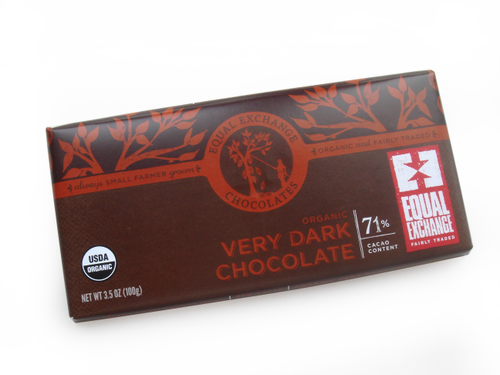 always SMALL FARMER grown
EQUAL EXCHANGE
CHOCOLATES
ORGANIC and FAIRLY TRADED
ORGANIC
VERY DARK
CHOCOLATE
71%
CACAO
CONTENT
EQUAL
EXCHANGE
FAIRLY TRADED
USDA
ORGANIC
NET WT 3.5 OZ (100g)